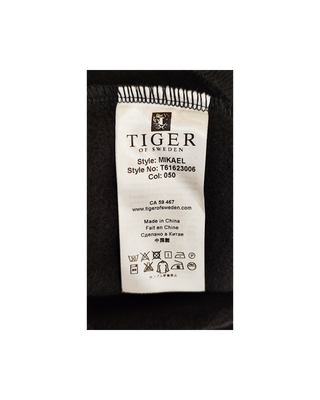 TIGER
OF SWEDEN
Style: MIKAEL
Style No: T61623006
Col: 050
CA 59 467
www.tigerofsweden.com
Made in China
Fait en Chine
Сделано в Китае
中国製